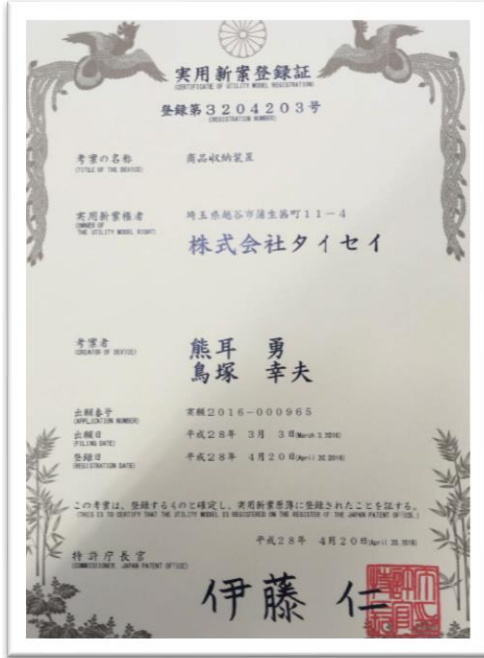 実用新案登録証
(CERTIFICATE OF UTILITY MODEL REGISTRATION)
登録第3204203号
(REGISTRATION NUMBER)
考案の名称
(TITLE OF THE DEVICE)
商品収納装置
実用新案権者
(OWNER OF
THE UTILITY MODEL RIGHT)
埼玉県越谷市蒲生茜町11-4
株式会社タイセイ
考案者
(CREATOR OF DEVICE)
熊耳 勇
鳥塚 幸夫
出願番号
(APPLICATION NUMBER)
実願2016-000965
出願日
(FILING DATE)
平成28年 3月 3日(March 3,2016)
登録日
(REGISTRATION DATE)
平成28年 4月20日(April 20,2016)
この考案は、登録するものと確定し、実用新案原簿に登録されたことを証する。
(THIS IS TO CERTIFY THAT THE UTILITY MODEL IS REGISTERED ON THE REGISTER OF THE JAPAN PATENT OFFICE.)
平成28年 4月20日(April 20,2016)
特許庁長官
(COMMISSIONER, JAPAN PATENT OFFICE)
伊藤 仁